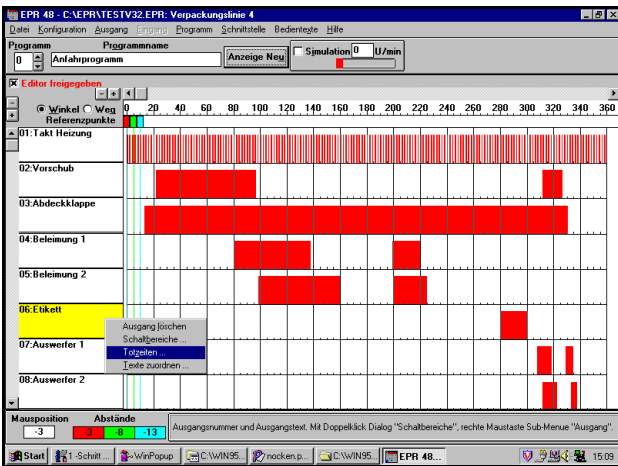 EPR 48 - C:\EPR\TESTV32.EPR: Verpackungslinie 4
Datei Konfiguration Ausgang Eingang Programm Schnittstelle Bedientexte Hilfe
Programm Programmname
0 Anfahrprogramm Anzeige Neu Simulation 0 U/min
Editor freigegeben
Winkel Weg 0 20 40 60 80 100 120 140 160 180 200 220 240 260 280 300 320 340 360
Referenzpunkte
01:Takt Heizung
02:Vorschub
03:Abdeckklappe
04:Beleimung 1
05:Beleimung 2
06:Etikett
Ausgang löschen
Schaltbereiche ...
07:Auswerfer 1
Totzeiten ...
Texte zuordnen ...
08:Auswerfer 2
Mausposition Abstände
-3 -3 -8 -13 Ausgangsnummer und Ausgangstext. Mit Doppelklick Dialog "Schaltbereiche", rechte Maustaste Sub-Menue "Ausgang".
Start 1 -Schritt ... WinPopup C:\WIN95... nocken.p... C:\WIN95... EPR 48... 15:09